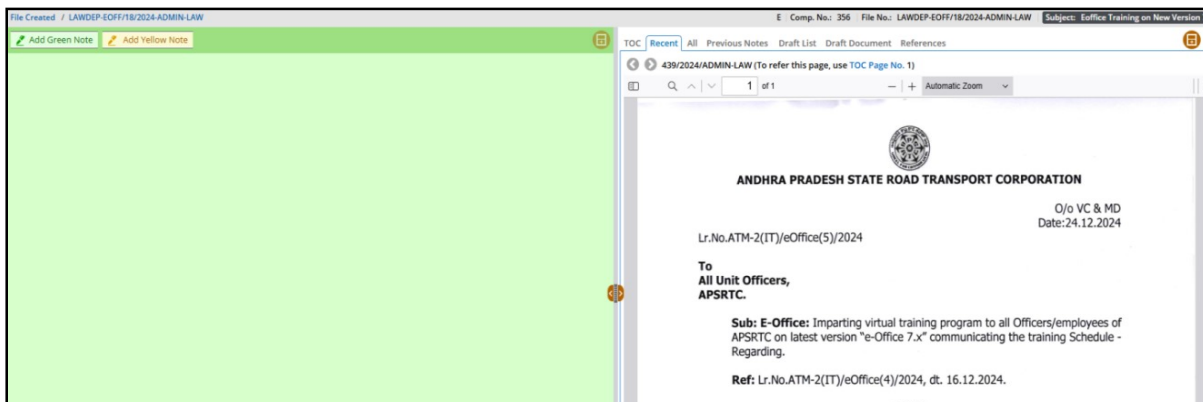 File Created / LAWDEP-EOFF/18/2024-ADMIN-LAW
E Comp. No.: 356 File No.: LAWDEP-EOFF/18/2024-ADMIN-LAW Subject: Eoffice Training on New Version
Add Green Note Add Yellow Note
TOC Recent All Previous Notes Draft List Draft Document References
439/2024/ADMIN-LAW (To refer this page, use TOC Page No. 1)
1 of 1 Automatic Zoom
ANDHRA PRADESH STATE ROAD TRANSPORT CORPORATION
O/o VC & MD
Date:24.12.2024
Lr.No.ATM-2(IT)/eOffice(5)/2024
To
All Unit Officers,
APSRTC.
Sub: E-Office: Imparting virtual training program to all Officers/employees of
APSRTC on latest version "e-Office 7.x" communicating the training Schedule -
Regarding.
Ref: Lr.No.ATM-2(IT)/eOffice(4)/2024, dt. 16.12.2024.